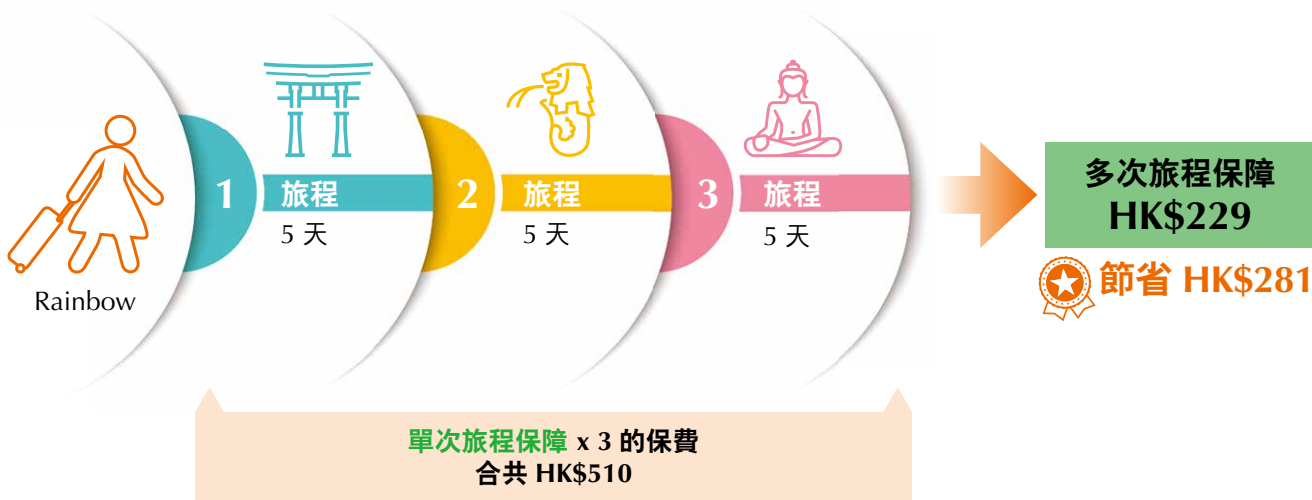 Rainbow
1
旅程
5 天
2
旅程
5 天
3
旅程
5 天
多次旅程保障
HK$229
節省 HK$281
單次旅程保障 x 3 的保費
合共 HK$510